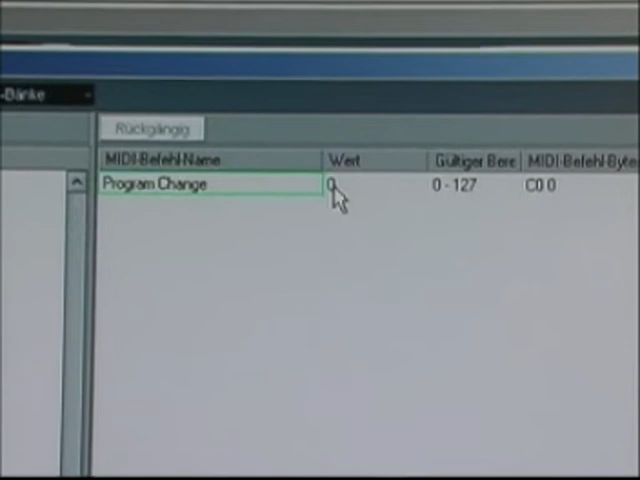 -Bänke
Rückgängig
MIDI-Befehl-Name Wert Gültiger Bere MIDI-Befehl-Byte
Program Change 0 0 - 127 C0 0